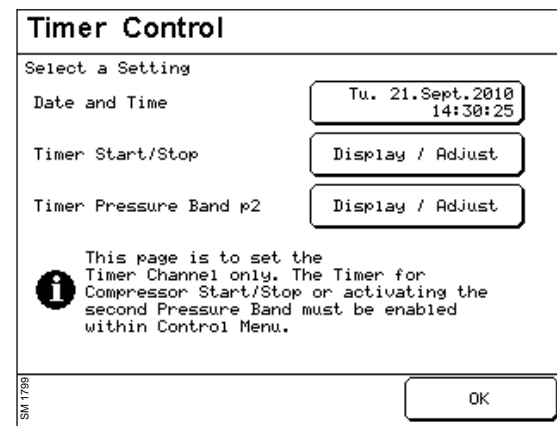 Timer Control
Select a Setting
Date and Time
Tu. 21.Sept.2010
14:30:25
Timer Start/Stop
Display / Adjust
Timer Pressure Band p2
Display / Adjust
This page is to set the
Timer Channel only. The Timer for
Compressor Start/Stop or activating the
second Pressure Band must be enabled
within Control Menu.
SM 1799
OK